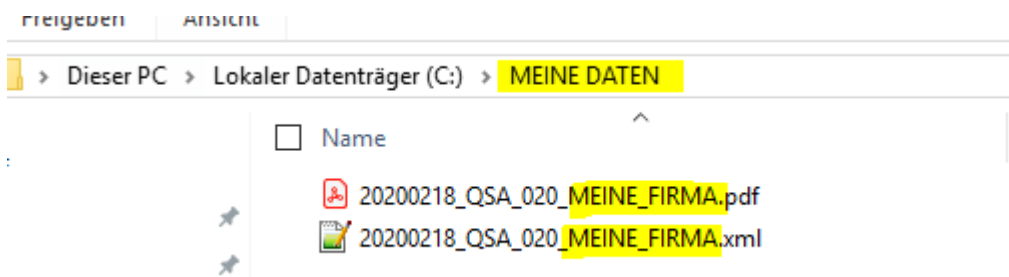 Freigeben Ansicht
> Dieser PC > Lokaler Datenträger (C:) > MEINE DATEN
Name
20200218_QSA_020_MEINE_FIRMA.pdf
20200218_QSA_020_MEINE_FIRMA.xml